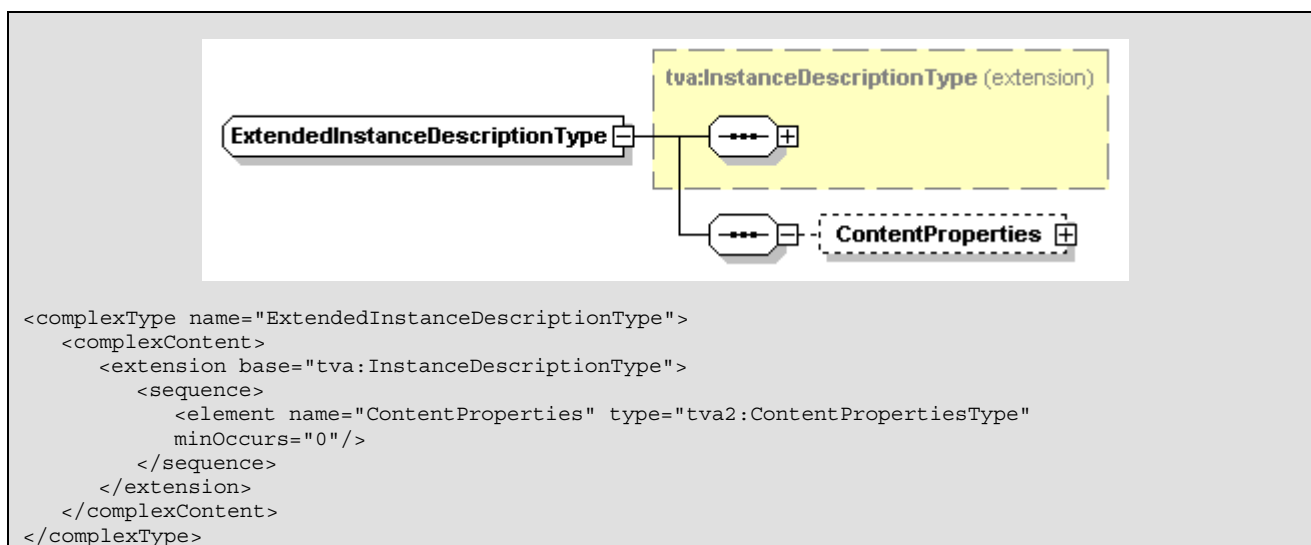 tva:InstanceDescriptionType (extension)
ExtendedInstanceDescriptionType
ContentProperties
<complexType name="ExtendedInstanceDescriptionType">
   <complexContent>
      <extension base="tva:InstanceDescriptionType">
         <sequence>
            <element name="ContentProperties" type="tva2:ContentPropertiesType"
            minOccurs="0"/>
         </sequence>
      </extension>
   </complexContent>
</complexType>